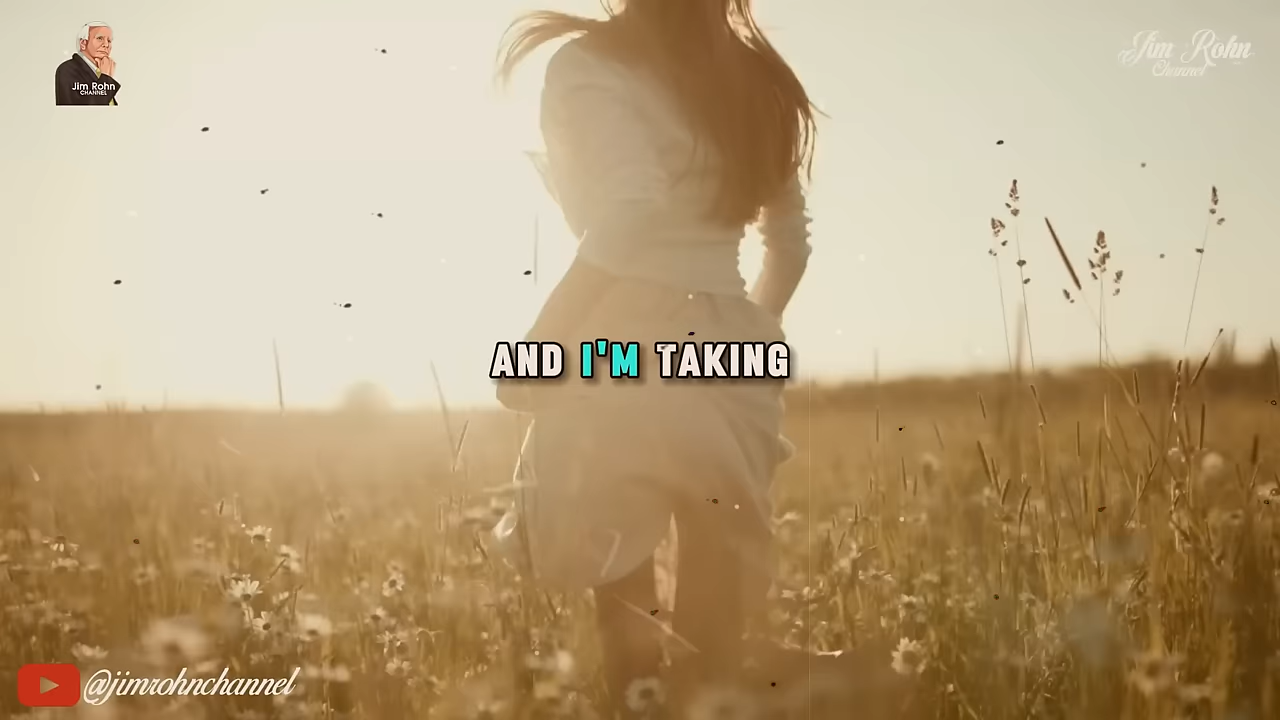 Jim Rohn
CHANNEL
Jim Rohn
Channel
AND I'M TAKING
@jimrohnchannel